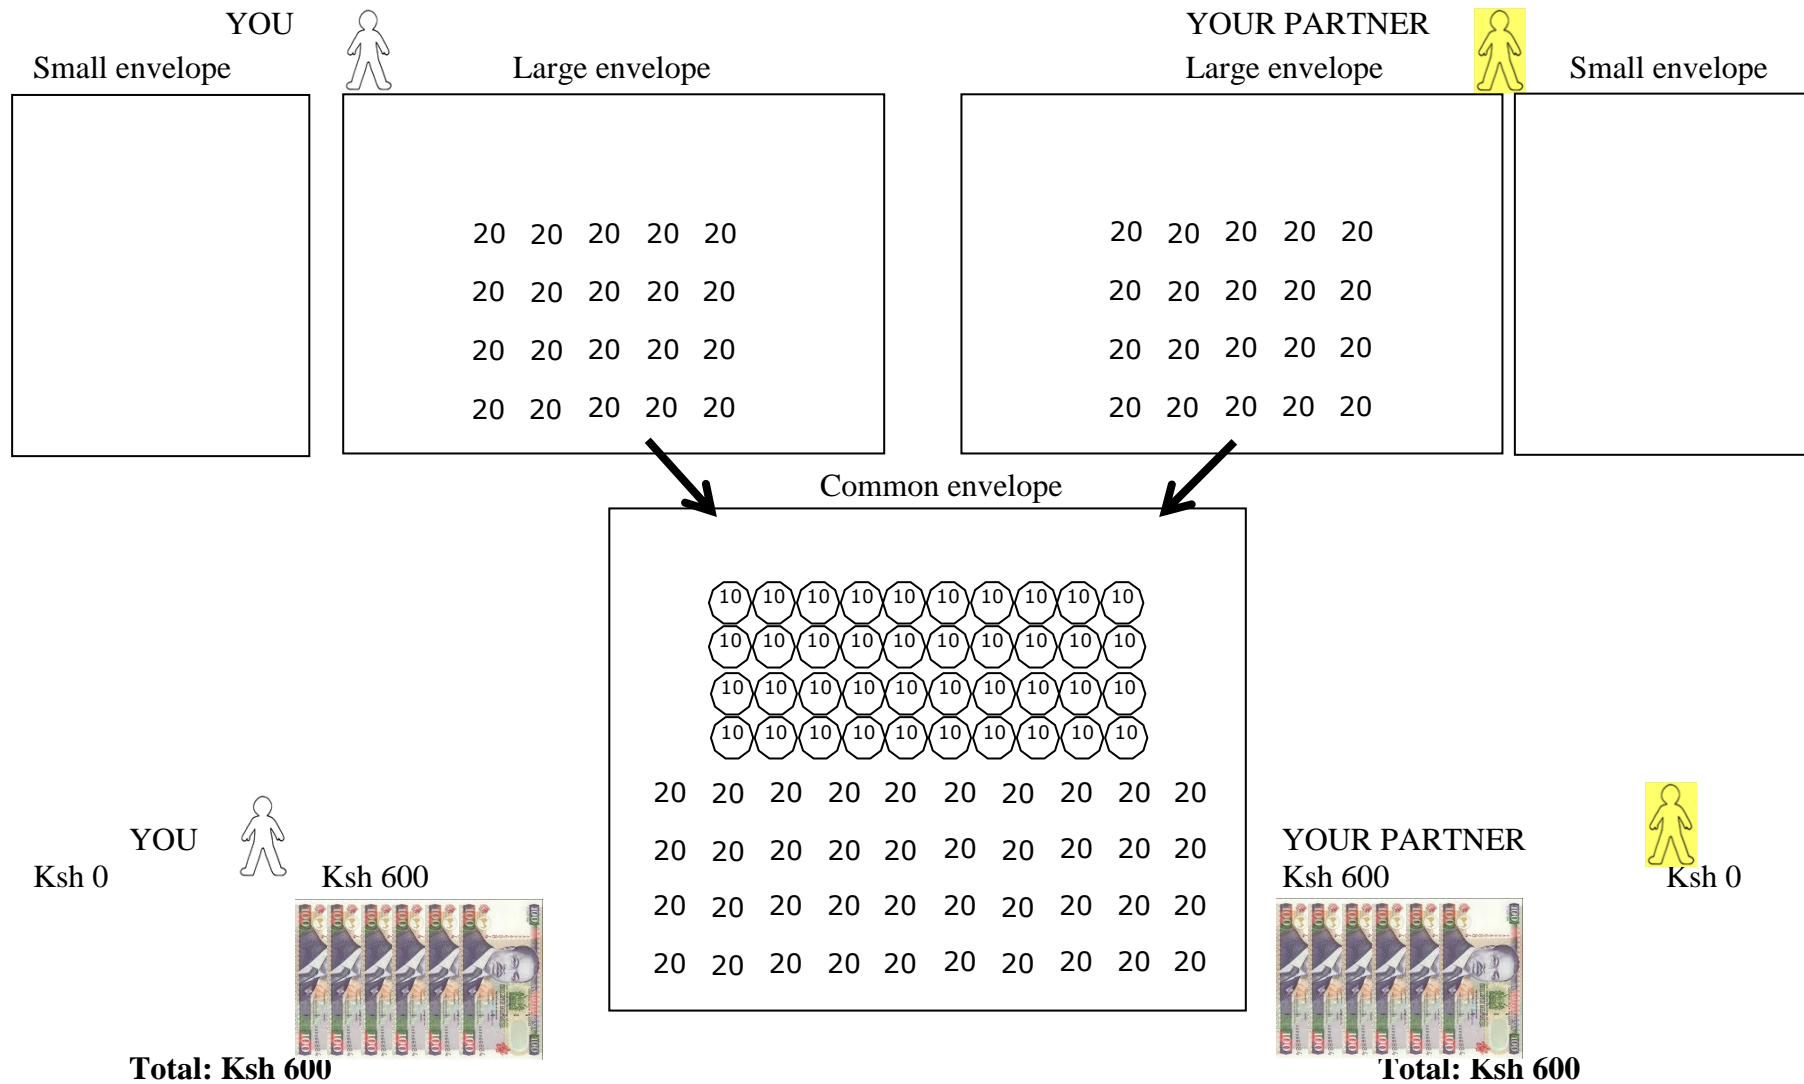 YOU YOUR PARTNER
Small envelope Large envelope Large envelope Small envelope
20 20 20 20 20 20 20 20 20 20
20 20 20 20 20 20 20 20 20 20
20 20 20 20 20 20 20 20 20 20
20 20 20 20 20 20 20 20 20 20
Common envelope
10 10 10 10 10 10 10 10 10 10
10 10 10 10 10 10 10 10 10 10
10 10 10 10 10 10 10 10 10 10
10 10 10 10 10 10 10 10 10 10
20 20 20 20 20 20 20 20 20 20
20 20 20 20 20 20 20 20 20 20
20 20 20 20 20 20 20 20 20 20
20 20 20 20 20 20 20 20 20 20
YOU YOUR PARTNER
Ksh 0 Ksh 600 Ksh 600 Ksh 0
Total: Ksh 600 Total: Ksh 600